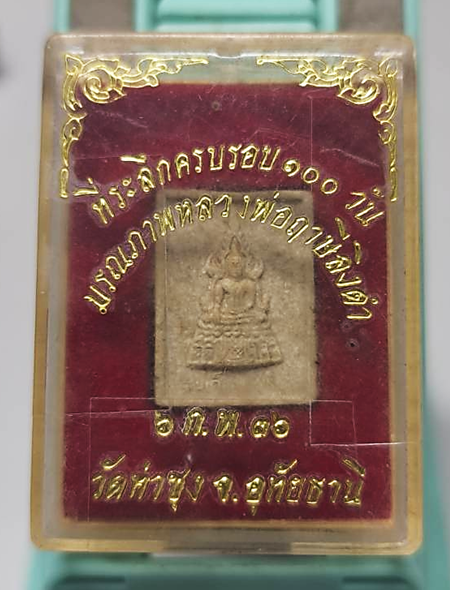 ที่ระลึกครบรอบ ๑๐๐ วัน
มรณภาพหลวงพ่อฤาษีลิงดำ
๖ ก.พ. ๓๖
วัดท่าซุง จ.อุทัยธานี